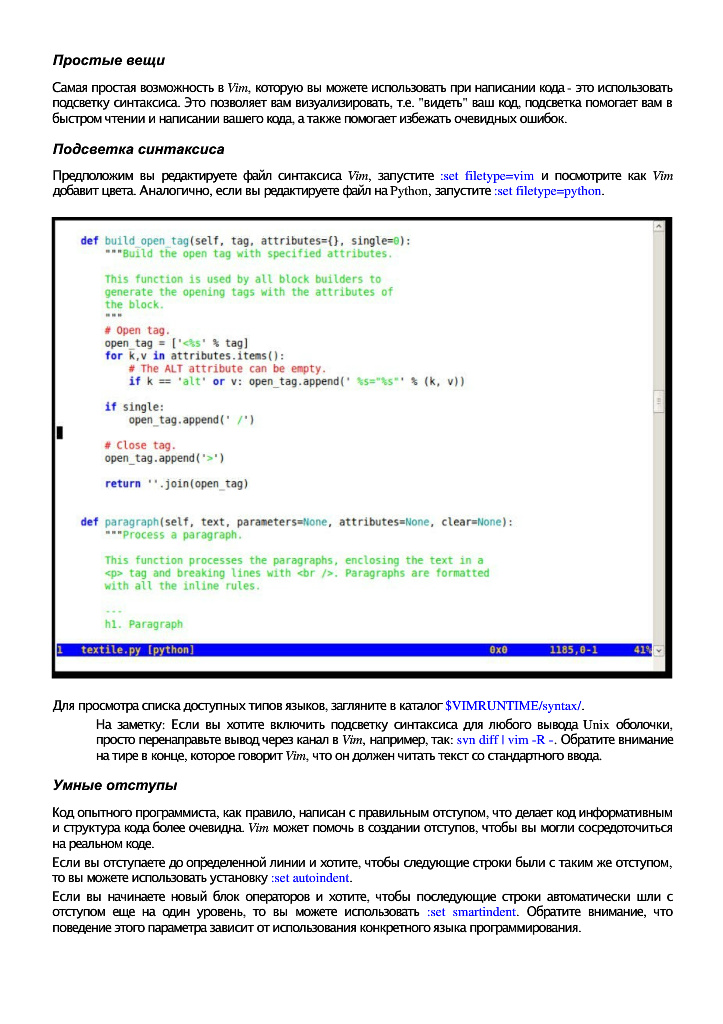 Простые вещи
Самая простая возможность в Vim, которую вы можете использовать при написании кода - это использовать
подсветку синтаксиса. Это позволяет вам визуализировать, т.е. "видеть" ваш код, подсветка помогает вам в
быстром чтении и написании вашего кода, а также помогает избежать очевидных ошибок.
Подсветка синтаксиса
Предположим вы редактируете файл синтаксиса Vim, запустите :set filetype=vim и посмотрите как Vim
добавит цвета. Аналогично, если вы редактируете файл на Python, запустите :set filetype=python.
def build_open_tag(self, tag, attributes={}, single=0):
"""Build the open tag with specified attributes.
This function is used by all block builders to
generate the opening tags with the attributes of
the block.
"""
# Open tag.
open_tag = ['<%s' % tag]
for k,v in attributes.items():
# The ALT attribute can be empty.
if k == 'alt' or v: open_tag.append(' %s="%s"' % (k, v))
if single:
open_tag.append(' /')
# Close tag.
open_tag.append('>')
return ''.join(open_tag)
def paragraph(self, text, parameters=None, attributes=None, clear=None):
"""Process a paragraph.
This function processes the paragraphs, enclosing the text in a
<p> tag and breaking lines with <br />. Paragraphs are formatted
with all the inline rules.
---
h1. Paragraph
1 textile.py [python] 0x0 1185,0-1 41%
Для просмотра списка доступных типов языков, загляните в каталог $VIMRUNTIME/syntax/.
На заметку: Если вы хотите включить подсветку синтаксиса для любого вывода Unix оболочки,
просто перенаправьте вывод через канал в Vim, например, так: svn diff | vim -R -. Обратите внимание
на тире в конце, которое говорит Vim, что он должен читать текст со стандартного ввода.
Умные отступы
Код опытного программиста, как правило, написан с правильным отступом, что делает код информативным
и структура кода более очевидна. Vim может помочь в создании отступов, чтобы вы могли сосредоточиться
на реальном коде.
Если вы отступаете до определенной линии и хотите, чтобы следующие строки были с таким же отступом,
то вы можете использовать установку :set autoindent.
Если вы начинаете новый блок операторов и хотите, чтобы последующие строки автоматически шли с
отступом еще на один уровень, то вы можете использовать :set smartindent. Обратите внимание, что
поведение этого параметра зависит от использования конкретного языка программирования.